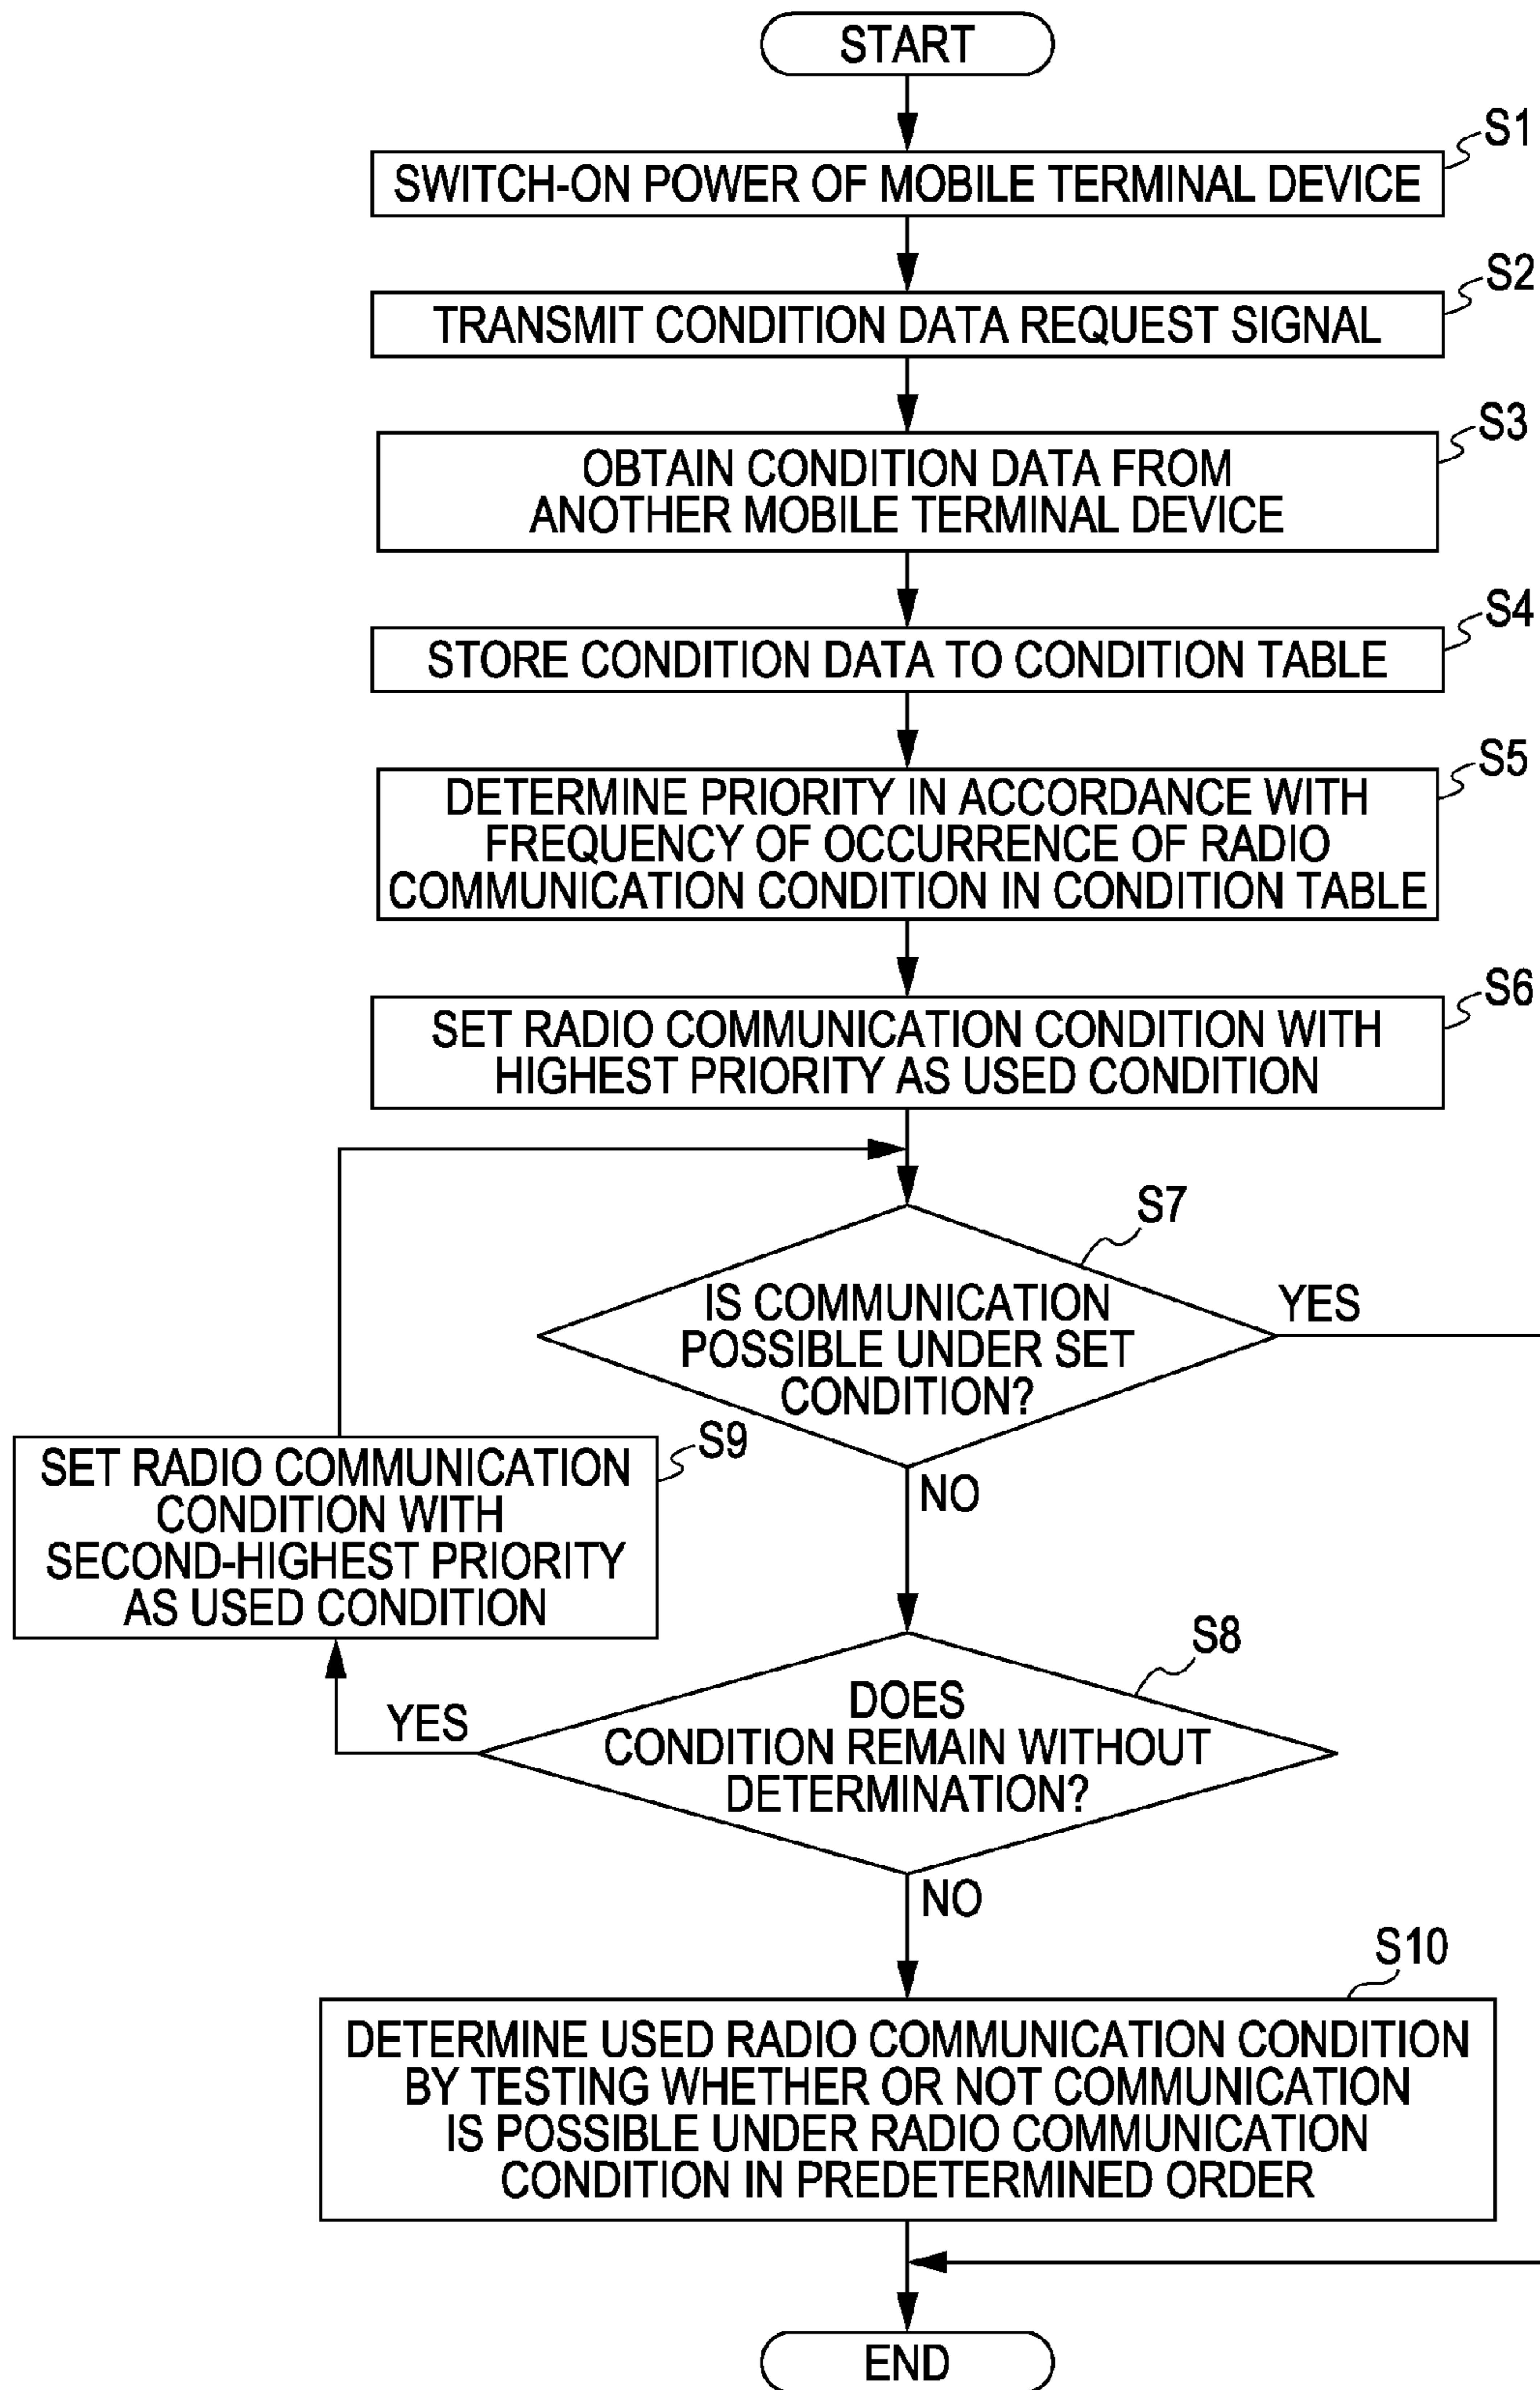 START
S1
SWITCH-ON POWER OF MOBILE TERMINAL DEVICE
S2
TRANSMIT CONDITION DATA REQUEST SIGNAL
S3
OBTAIN CONDITION DATA FROM
ANOTHER MOBILE TERMINAL DEVICE
S4
STORE CONDITION DATA TO CONDITION TABLE
S5
DETERMINE PRIORITY IN ACCORDANCE WITH
FREQUENCY OF OCCURRENCE OF RADIO
COMMUNICATION CONDITION IN CONDITION TABLE
S6
SET RADIO COMMUNICATION CONDITION WITH
HIGHEST PRIORITY AS USED CONDITION
S7
IS COMMUNICATION
POSSIBLE UNDER SET
CONDITION?
YES
NO
S9
SET RADIO COMMUNICATION
CONDITION WITH
SECOND-HIGHEST PRIORITY
AS USED CONDITION
S8
DOES
CONDITION REMAIN WITHOUT
DETERMINATION?
YES
NO
S10
DETERMINE USED RADIO COMMUNICATION CONDITION
BY TESTING WHETHER OR NOT COMMUNICATION
IS POSSIBLE UNDER RADIO COMMUNICATION
CONDITION IN PREDETERMINED ORDER
END